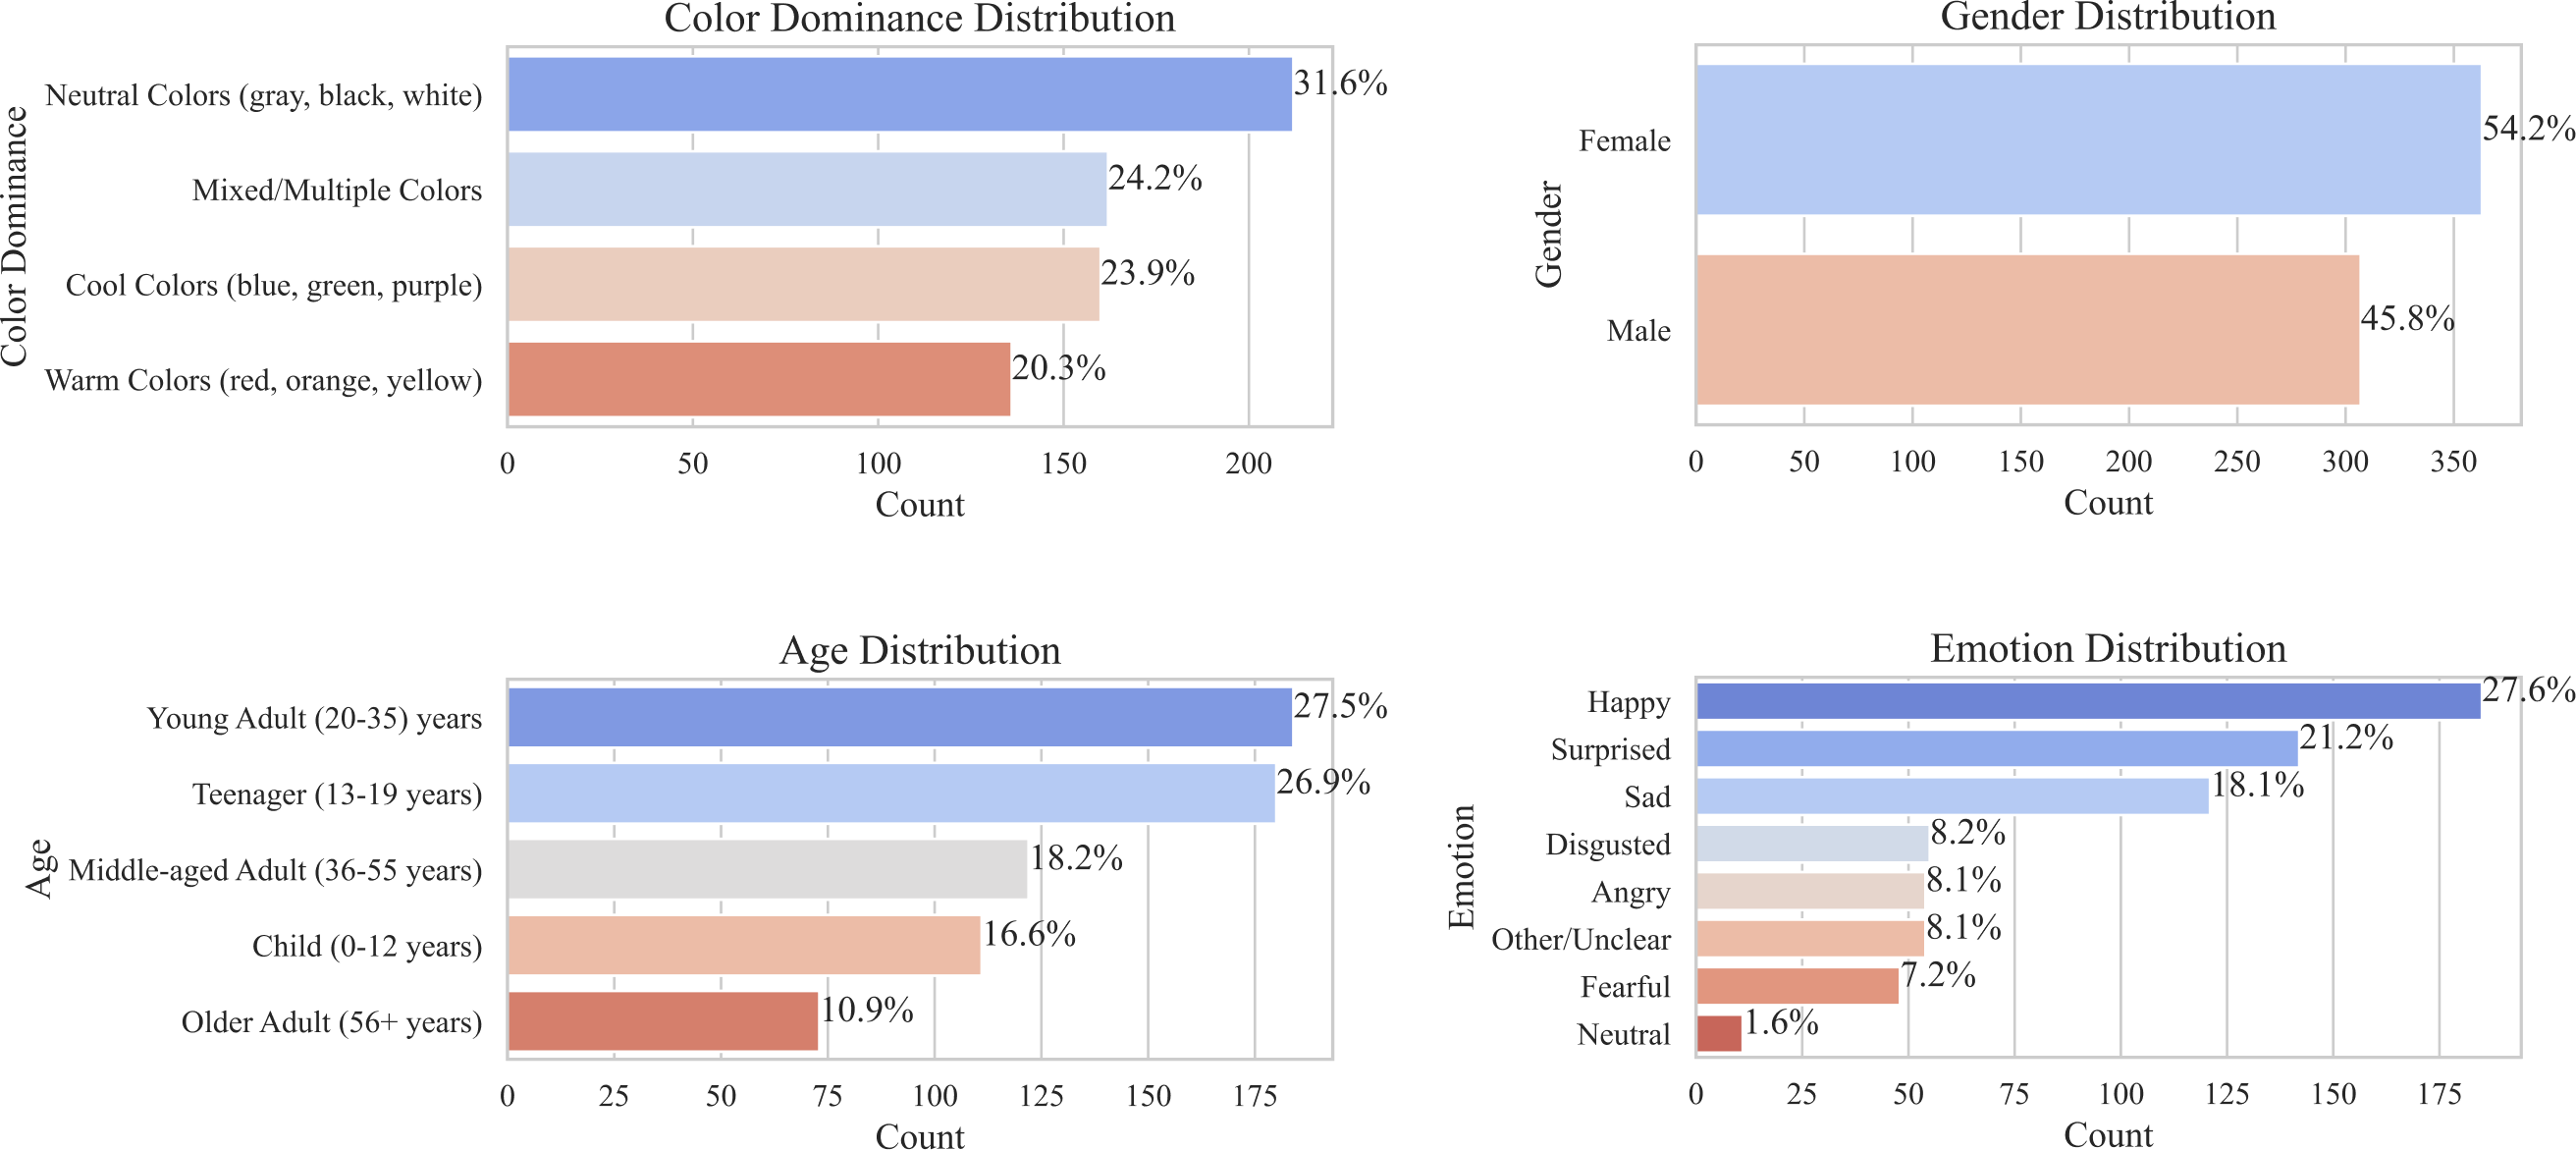 Color Dominance Distribution
Color Dominance
Neutral Colors (gray, black, white)
31.6%
Mixed/Multiple Colors
24.2%
Cool Colors (blue, green, purple)
23.9%
Warm Colors (red, orange, yellow)
20.3%
0 50 100 150 200
Count
Gender Distribution
Gender
Female
54.2%
Male
45.8%
0 50 100 150 200 250 300 350
Count
Age Distribution
Age
Young Adult (20-35) years
27.5%
Teenager (13-19 years)
26.9%
Middle-aged Adult (36-55 years)
18.2%
Child (0-12 years)
16.6%
Older Adult (56+ years)
10.9%
0 25 50 75 100 125 150 175
Count
Emotion Distribution
Emotion
Happy
27.6%
Surprised
21.2%
Sad
18.1%
Disgusted
8.2%
Angry
8.1%
Other/Unclear
8.1%
Fearful
7.2%
Neutral
1.6%
0 25 50 75 100 125 150 175
Count